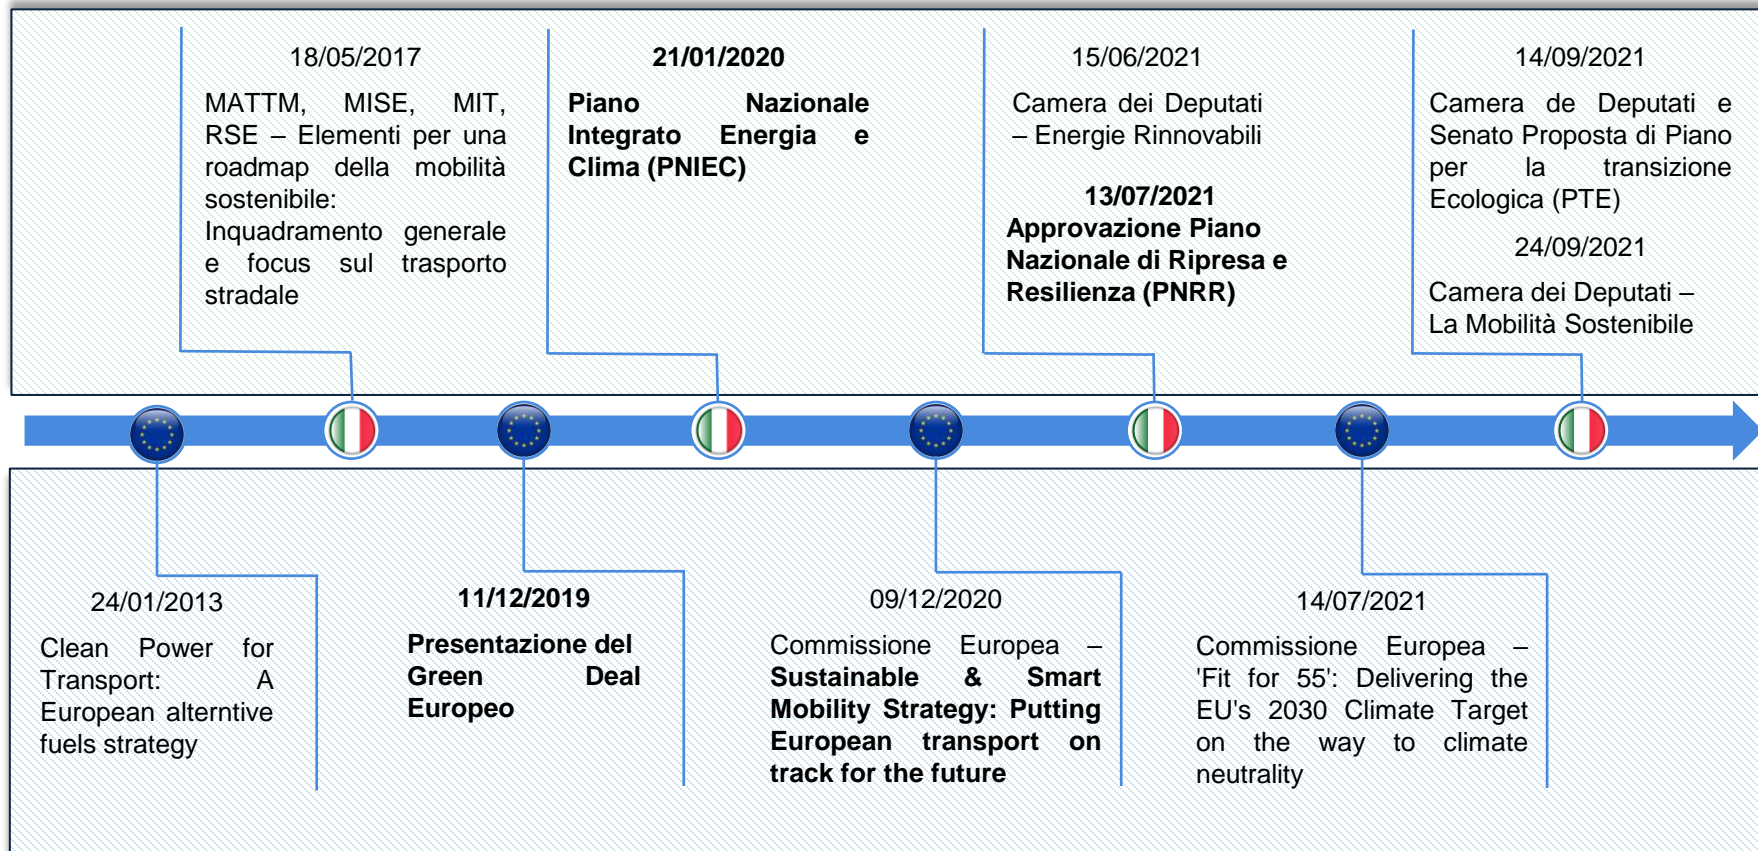 18/05/2017
MATTM, MISE, MIT,
RSE – Elementi per una
roadmap della mobilità
sostenibile:
Inquadramento generale
e focus sul trasporto
stradale
21/01/2020
Piano Nazionale
Integrato Energia e
Clima (PNIEC)
15/06/2021
Camera dei Deputati
– Energie Rinnovabili
13/07/2021
Approvazione Piano
Nazionale di Ripresa e
Resilienza (PNRR)
14/09/2021
Camera de Deputati e
Senato Proposta di Piano
per la transizione
Ecologica (PTE)
24/09/2021
Camera dei Deputati –
La Mobilità Sostenibile
24/01/2013
Clean Power for
Transport: A
European alterntive
fuels strategy
11/12/2019
Presentazione del
Green Deal
Europeo
09/12/2020
Commissione Europea –
Sustainable & Smart
Mobility Strategy: Putting
European transport on
track for the future
14/07/2021
Commissione Europea –
'Fit for 55': Delivering the
EU's 2030 Climate Target
on the way to climate
neutrality